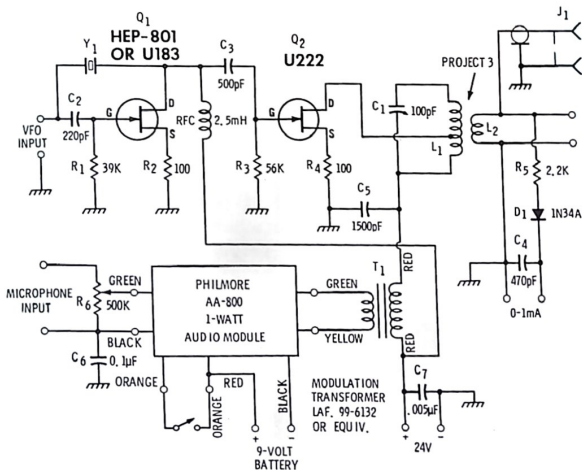 Q1
HEP-801
OR U183
Y1
C3
500pF
Q2
U222
J1
PROJECT 3
C2
220pF
VFO
INPUT
G
D
S
RFC
2.5mH
G
D
S
C1
100pF
L1
L2
R1
39K
R2
100
R3
56K
R4
100
C5
1500pF
R5
2.2K
D1
1N34A
C4
470pF
0-1mA
MICROPHONE
INPUT
R6
500K
GREEN
BLACK
C6
0.1µF
PHILMORE
AA-800
1-WATT
AUDIO MODULE
GREEN
YELLOW
T1
RED
RED
ORANGE
ORANGE
RED
BLACK
MODULATION
TRANSFORMER
LAF. 99-6132
OR EQUIV.
C7
.005µF
+
-
9-VOLT
BATTERY
+
-
24V